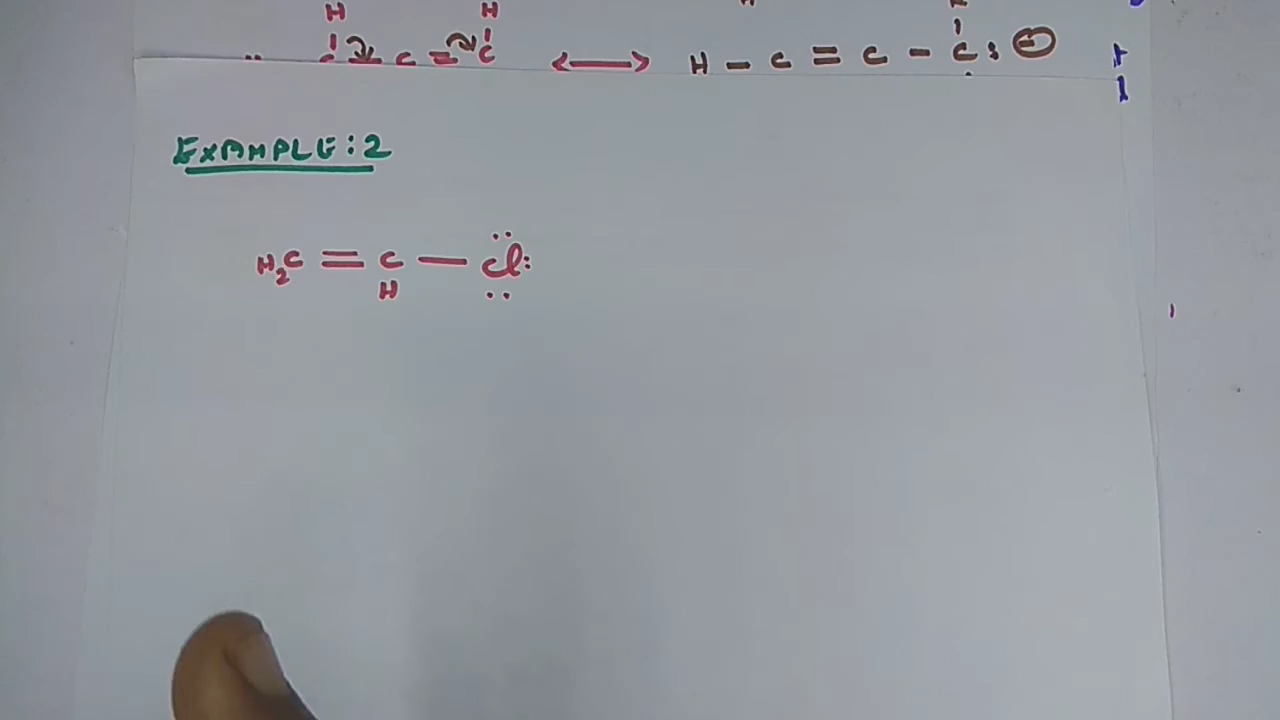 H H
C C = C ⟷ H – C = C – C : ⊖
EXAMPLE:2
H₂C = C – Cl:
H